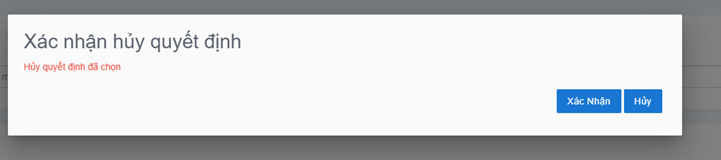 Xác nhận hủy quyết định
Hủy quyết định đã chọn
Xác Nhận Hủy